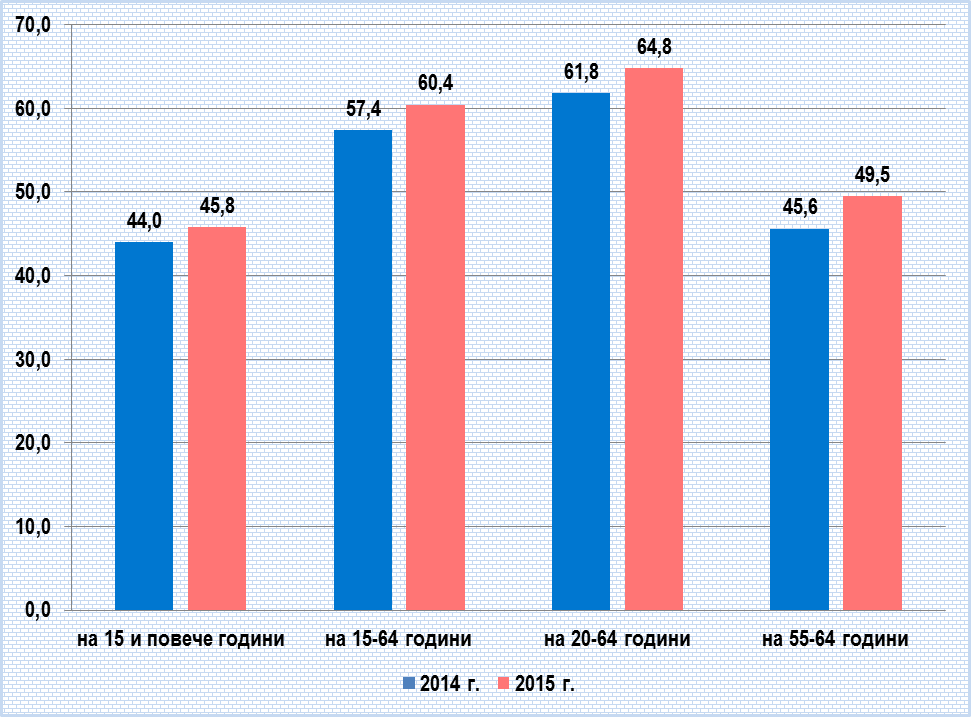 70,0
60,0
50,0
40,0
30,0
20,0
10,0
0,0
44,0
45,8
57,4
60,4
61,8
64,8
45,6
49,5
на 15 и повече години
на 15-64 години
на 20-64 години
на 55-64 години
2014 г.
2015 г.